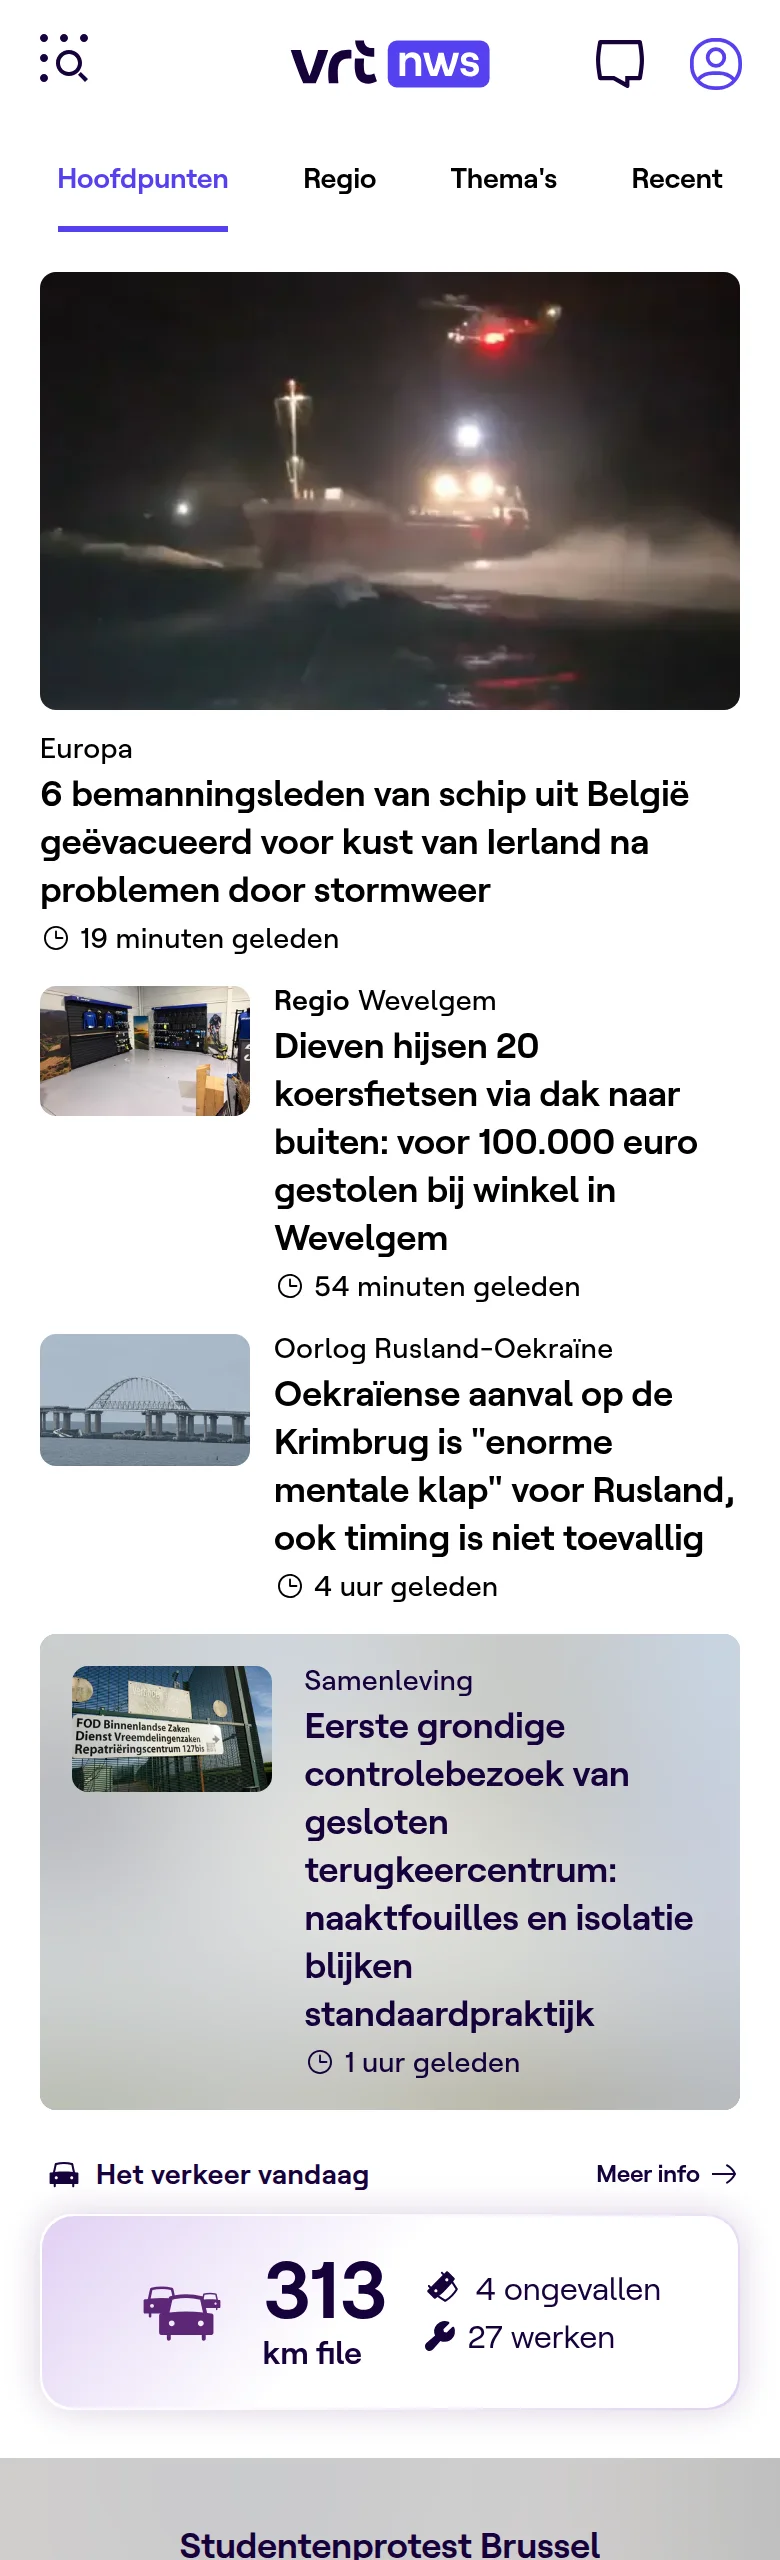 vrt nws
Hoofdpunten Regio Thema's Recent
Europa
6 bemanningsleden van schip uit België
geëvacueerd voor kust van Ierland na
problemen door stormweer
19 minuten geleden
Regio Wevelgem
Dieven hijsen 20
koersfietsen via dak naar
buiten: voor 100.000 euro
gestolen bij winkel in
Wevelgem
54 minuten geleden
Oorlog Rusland-Oekraïne
Oekraïense aanval op de
Krimbrug is "enorme
mentale klap" voor Rusland,
ook timing is niet toevallig
4 uur geleden
FOD Binnenlandse Zaken
Dienst Vreemdelingenzaken
Repatriëringscentrum 127bis
Samenleving
Eerste grondige
controlebezoek van
gesloten
terugkeercentrum:
naaktfouilles en isolatie
blijken
standaardpraktijk
1 uur geleden
Het verkeer vandaag
Meer info
313
km file
4 ongevallen
27 werken
Studentenprotest Brussel